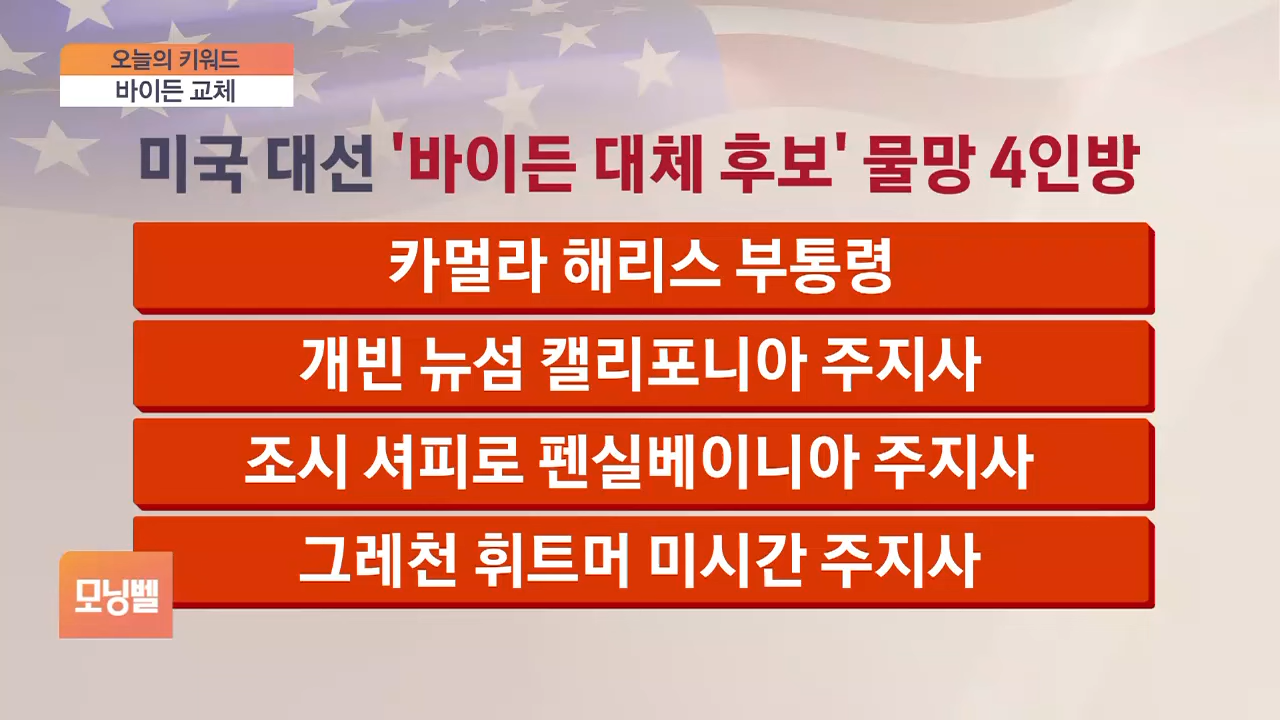 오늘의 키워드
바이든 교체
미국 대선 '바이든 대체 후보' 물망 4인방
카멀라 해리스 부통령
개빈 뉴섬 캘리포니아 주지사
조시 셔피로 펜실베이니아 주지사
그레천 휘트머 미시간 주지사
모닝벨